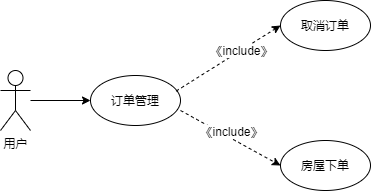 取消订单
《include》
订单管理
用户
《include》
房屋下单